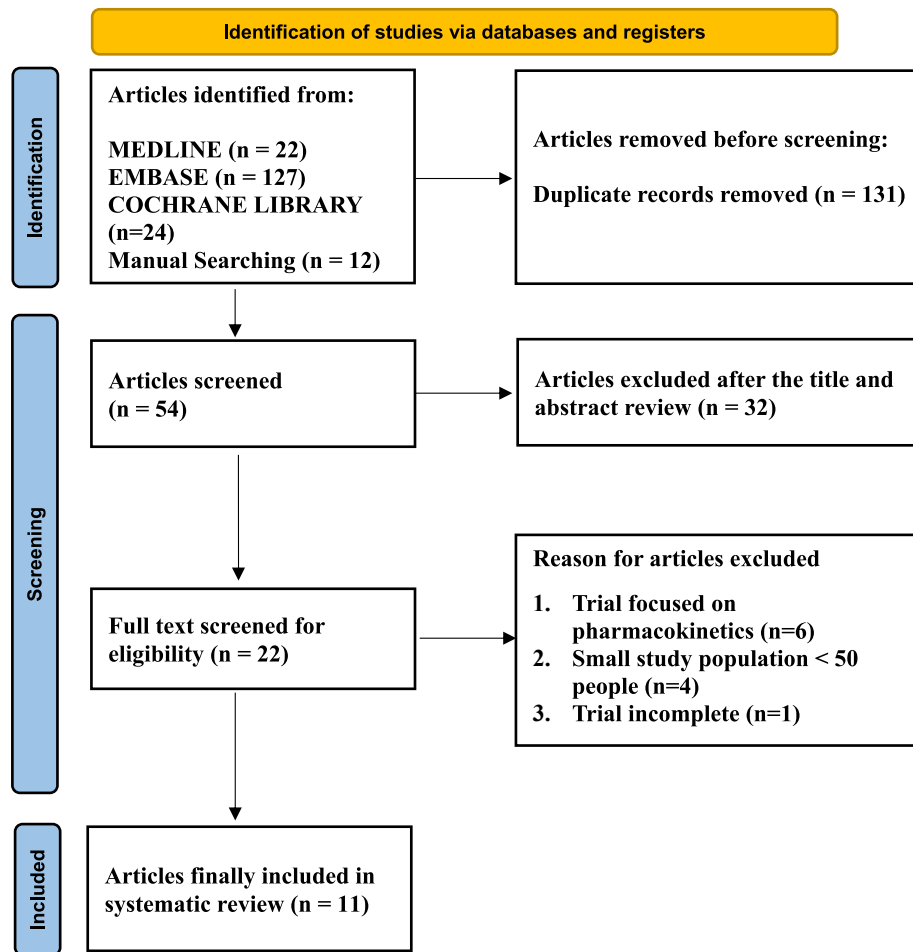 Identification of studies via databases and registers
Identification
Articles identified from:
MEDLINE (n = 22)
EMBASE (n = 127)
COCHRANE LIBRARY
(n=24)
Manual Searching (n = 12)
Articles removed before screening:
Duplicate records removed (n = 131)
Screening
Articles screened
(n = 54)
Articles excluded after the title and
abstract review (n = 32)
Full text screened for
eligibility (n = 22)
Reason for articles excluded
1. Trial focused on
pharmacokinetics (n=6)
2. Small study population < 50
people (n=4)
3. Trial incomplete (n=1)
Included
Articles finally included in
systematic review (n = 11)